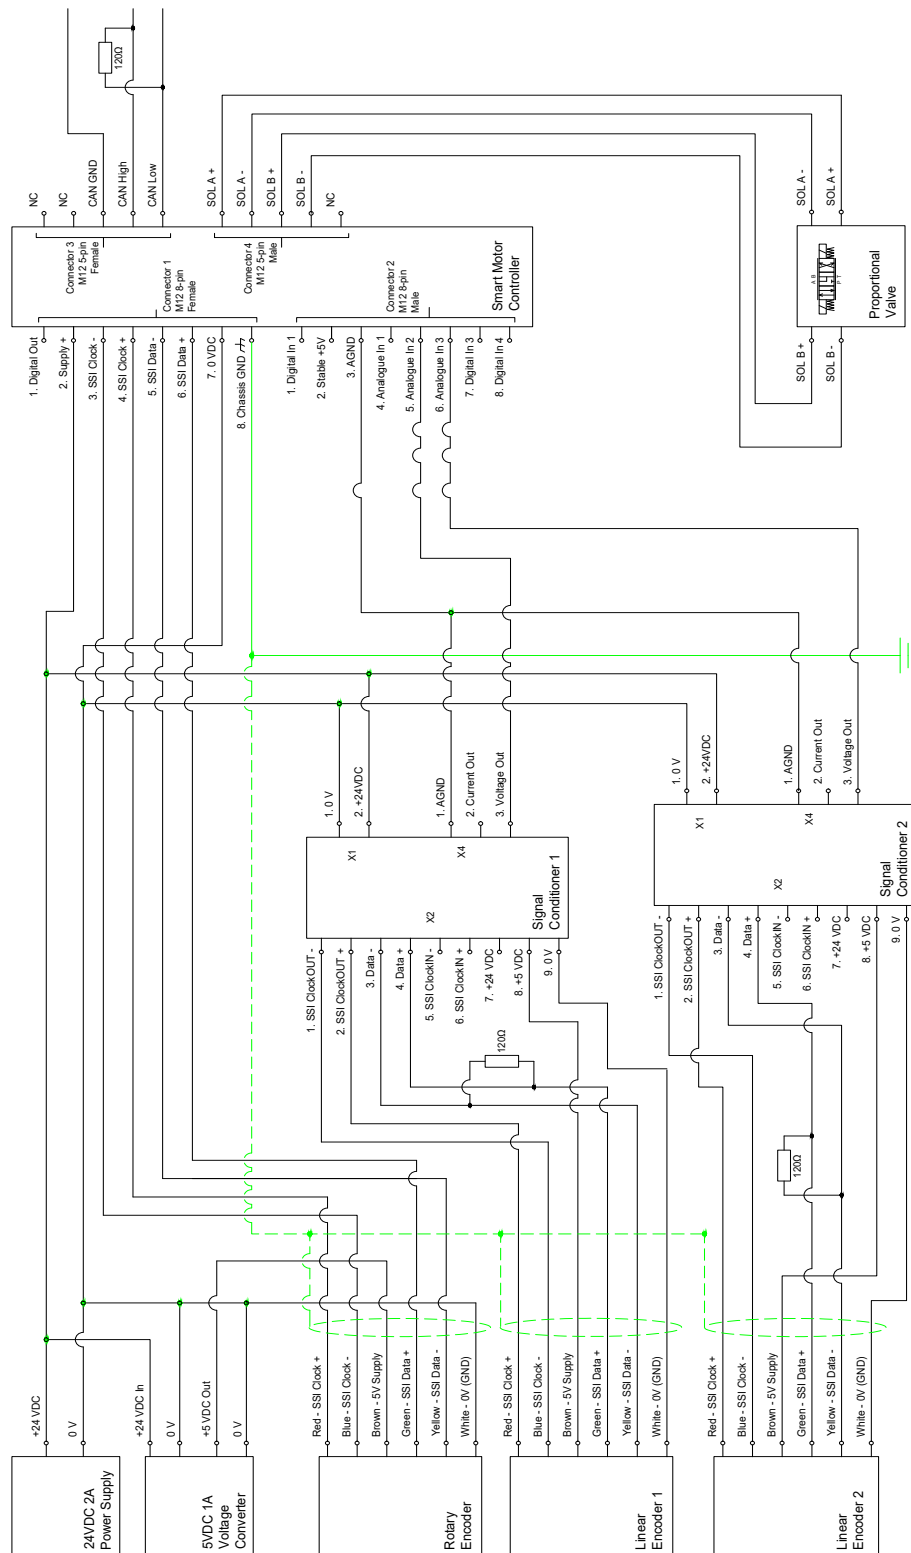 120Ω
NC
NC
CAN GND
CAN High
CAN Low
SOL A +
SOL A -
SOL B +
SOL B -
NC
Connector 3
M12 5-pin
Female
Connector 1
M12 8-pin
Female
Connector 4
M12 5-pin
Male
Connector 2
M12 8-pin
Male
Smart Motor
Controller
1. Digital Out
2. Supply +
3. SSI Clock -
4. SSI Clock +
5. SSI Data -
6. SSI Data +
7. 0 VDC
8. Chassis GND
1. Digital In 1
2. Stable +5V
3. AGND
4. Analogue In 1
5. Analogue In 2
6. Analogue In 3
7. Digital In 3
8. Digital In 4
SOL A -
SOL A +
A B
P T
Proportional
Valve
SOL B +
SOL B -
1. 0 V
2. +24VDC
1. AGND
2. Current Out
3. Voltage Out
X1
X4
X2
Signal
Conditioner 1
1. SSI ClockOUT -
2. SSI ClockOUT +
3. Data -
4. Data +
5. SSI ClockIN -
6. SSI ClockIN +
7. +24 VDC
8. +5 VDC
9. 0 V
120Ω
1. 0 V
2. +24VDC
1. AGND
2. Current Out
3. Voltage Out
X1
X4
X2
Signal
Conditioner 2
1. SSI ClockOUT -
2. SSI ClockOUT +
3. Data -
4. Data +
5. SSI ClockIN -
6. SSI ClockIN +
7. +24 VDC
8. +5 VDC
9. 0 V
120Ω
+24 VDC
0 V
24VDC 2A
Power Supply
+24 VDC In
0 V
+5 VDC Out
0 V
5VDC 1A
Voltage
Converter
Red - SSI Clock +
Blue - SSI Clock -
Brown - 5V Supply
Green - SSI Data +
Yellow - SSI Data -
White - 0V (GND)
Rotary
Encoder
Red - SSI Clock +
Blue - SSI Clock -
Brown - 5V Supply
Green - SSI Data +
Yellow - SSI Data -
White - 0V (GND)
Linear
Encoder 1
Red - SSI Clock +
Blue - SSI Clock -
Brown - 5V Supply
Green - SSI Data +
Yellow - SSI Data -
White - 0V (GND)
Linear
Encoder 2